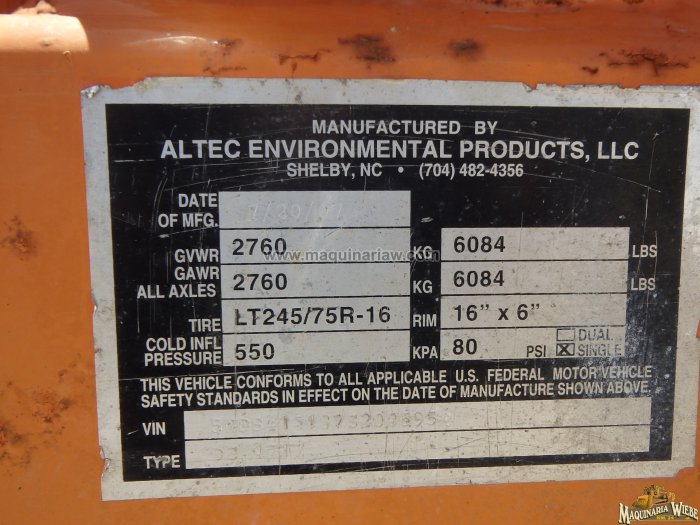 MANUFACTURED BY
ALTEC ENVIRONMENTAL PRODUCTS, LLC
SHELBY, NC • (704) 482-4356
DATE OF MFG.
GVWR 2760 KG 6084 LBS
www.maquinariaw.com
GAWR ALL AXLES 2760 KG 6084 LBS
TIRE LT245/75R-16 RIM 16" x 6"
COLD INFL PRESSURE 550 KPA 80 PSI DUAL SINGLE
THIS VEHICLE CONFORMS TO ALL APPLICABLE U.S. FEDERAL MOTOR VEHICLE
SAFETY STANDARDS IN EFFECT ON THE DATE OF MANUFACTURE SHOWN ABOVE.
VIN
TYPE
MAQUINARIA WIEBE